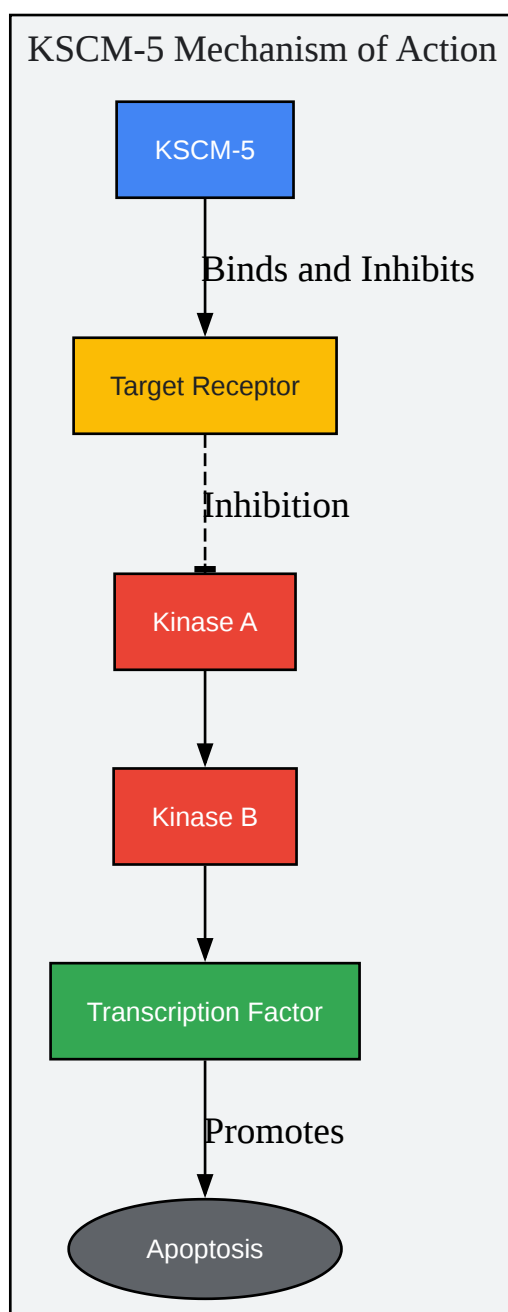 KSCM-5 Mechanism of Action
KSCM-5
Binds and Inhibits
Target Receptor
Inhibition
Kinase A
Kinase B
Transcription Factor
Promotes
Apoptosis